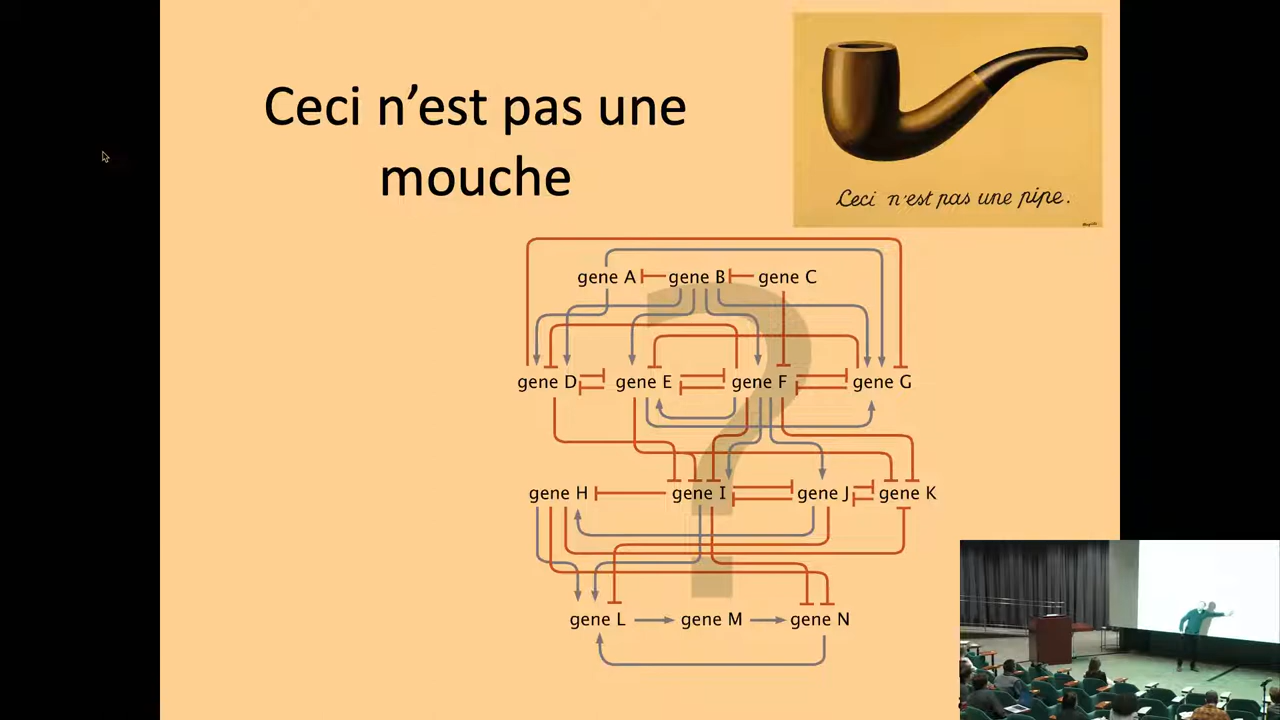 Ceci n’est pas une
mouche
Ceci n'est pas une pipe.
gene A
gene B
gene C
gene D
gene E
gene F
gene G
gene H
gene I
gene J
gene K
gene L
gene M
gene N
?